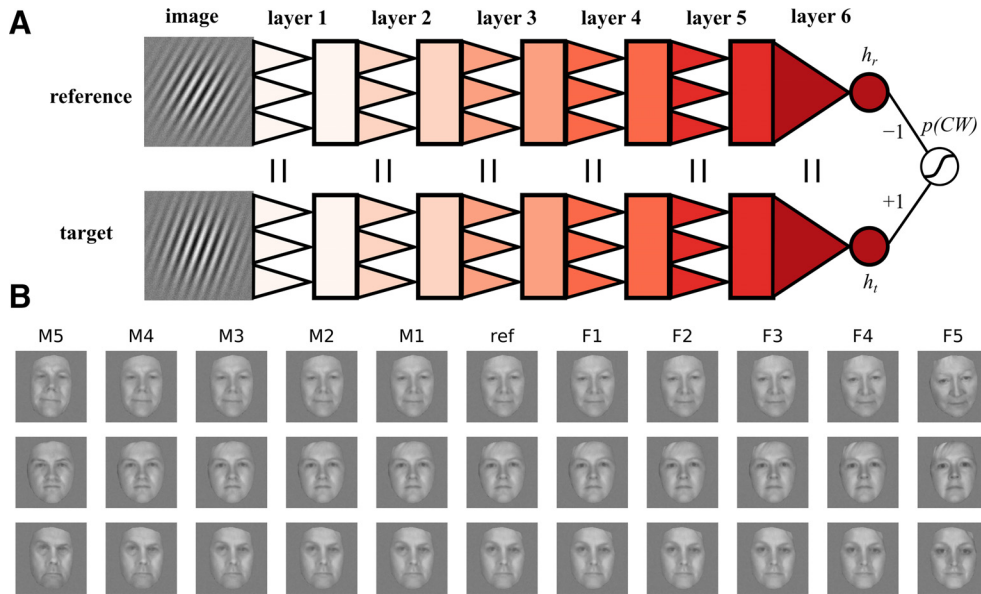 A
image layer 1 layer 2 layer 3 layer 4 layer 5 layer 6
reference
h_r
−1
p(CW)
+1
target
h_t
B
M5 M4 M3 M2 M1 ref F1 F2 F3 F4 F5